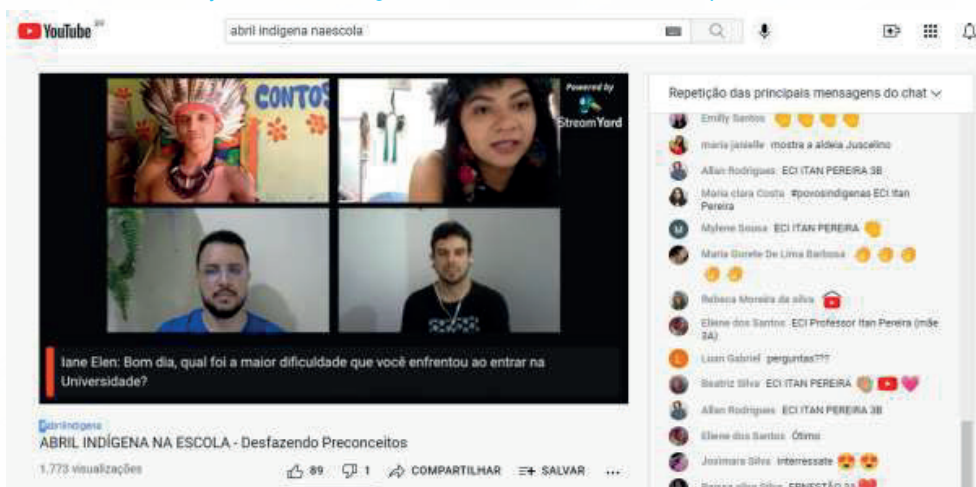 YouTube
abril indigena naescola
CONTOS
Powered by
StreamYard
Iane Elen: Bom dia, qual foi a maior dificuldade que você enfrentou ao entrar na
Universidade?
ABRIL INDÍGENA NA ESCOLA - Desfazendo Preconceitos
1.773 visualizações
89 1 COMPARTILHAR SALVAR ...
Repetição das principais mensagens do chat
Emilly Santos
maria janielle mostra a aldeia Juscelino
Allan Rodrigues ECI ITAN PEREIRA 3B
Maria clara Costa #povosindigenas ECI Itan
Pereira
M Mylene Sousa ECI ITAN PEREIRA
Maria Gorete De Lima Barbosa
Rebeca Moreira da silva
Eliene dos Santos ECI Professor Itan Pereira (mãe
3A)
L Luan Gabriel perguntas???
Beatriz Silva ECI ITAN PEREIRA
Allan Rodrigues ECI ITAN PEREIRA 3B
Eliene dos Santos Ótimo
Josimara Silva interressate